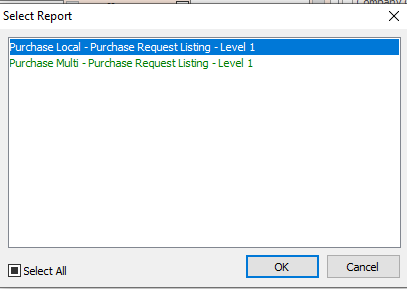 Select Report
Purchase Local - Purchase Request Listing - Level 1
Purchase Multi - Purchase Request Listing - Level 1
Select All
OK
Cancel